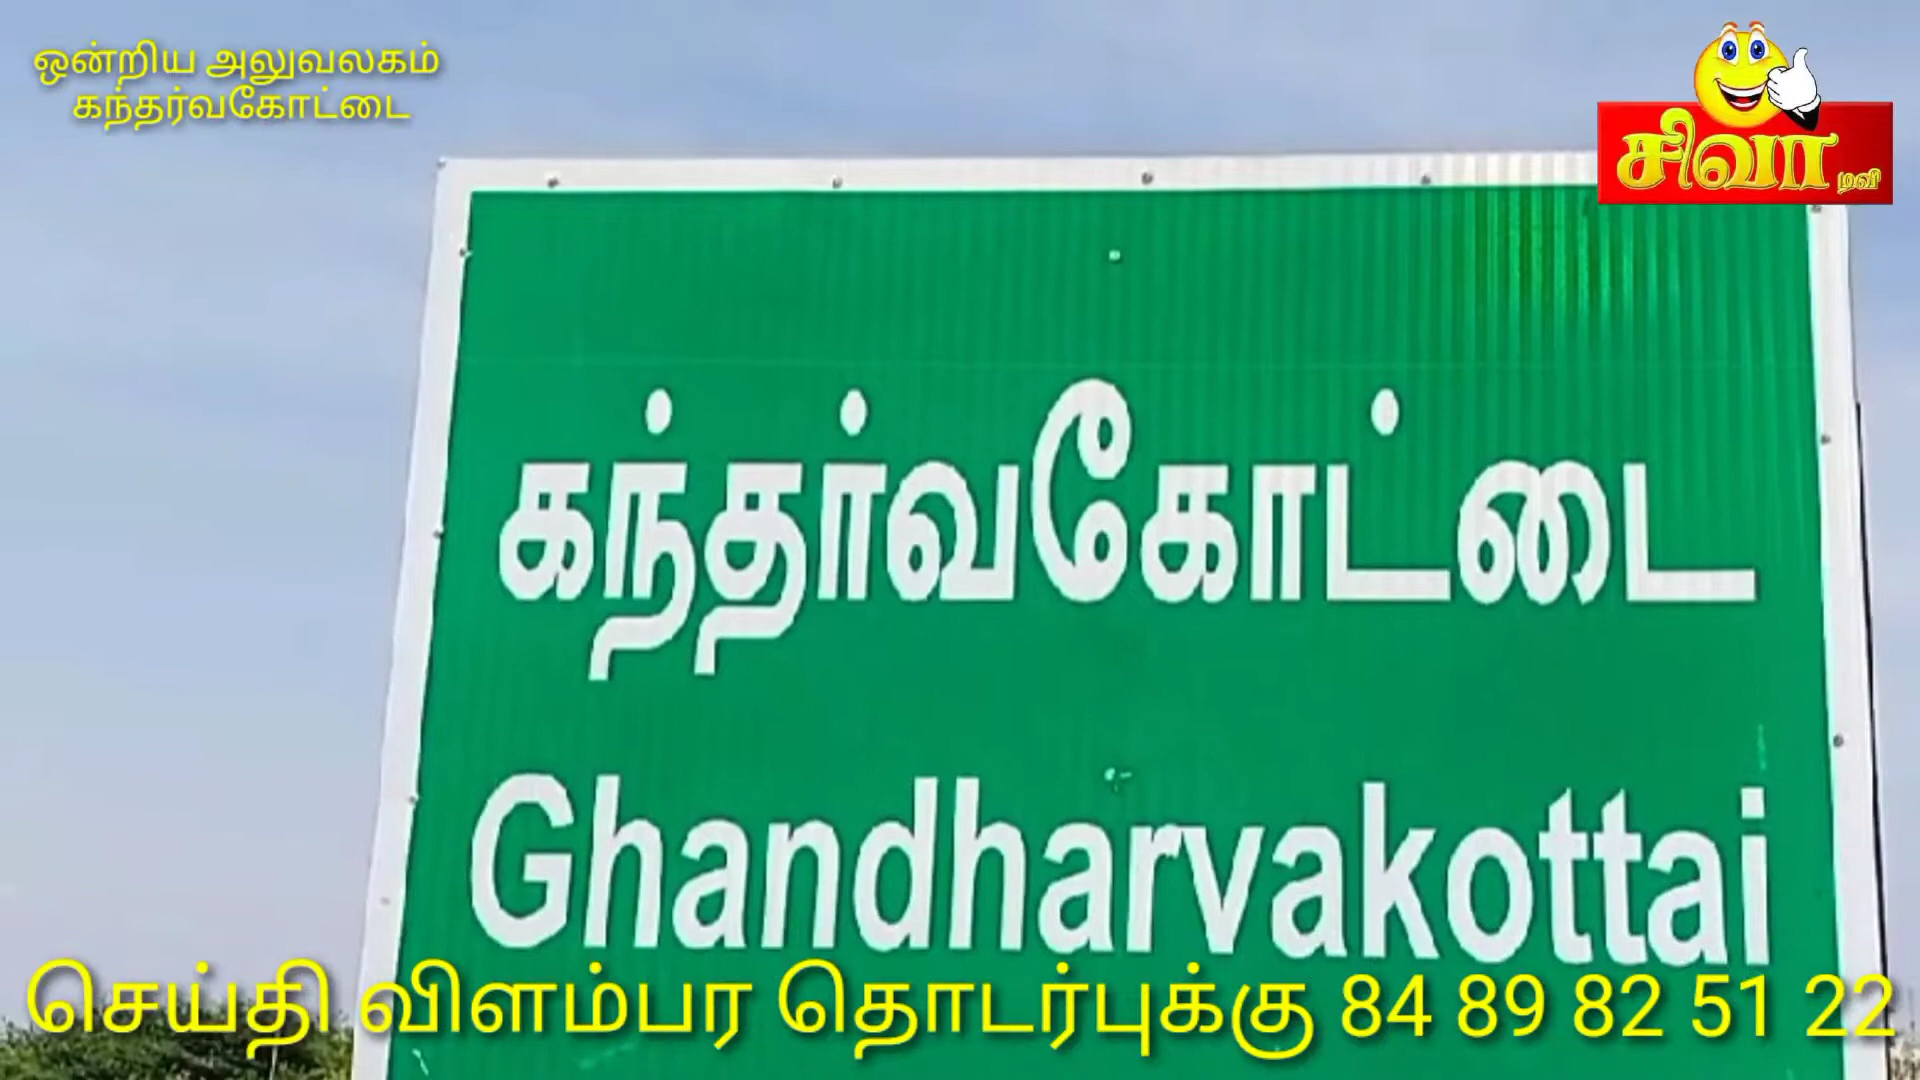 ஒன்றிய அலுவலகம்
கந்தர்வகோட்டை
சிவா டிவி
கந்தர்வகோட்டை
Ghandharvakottai
செய்தி விளம்பர தொடர்புக்கு 84 89 82 51 22